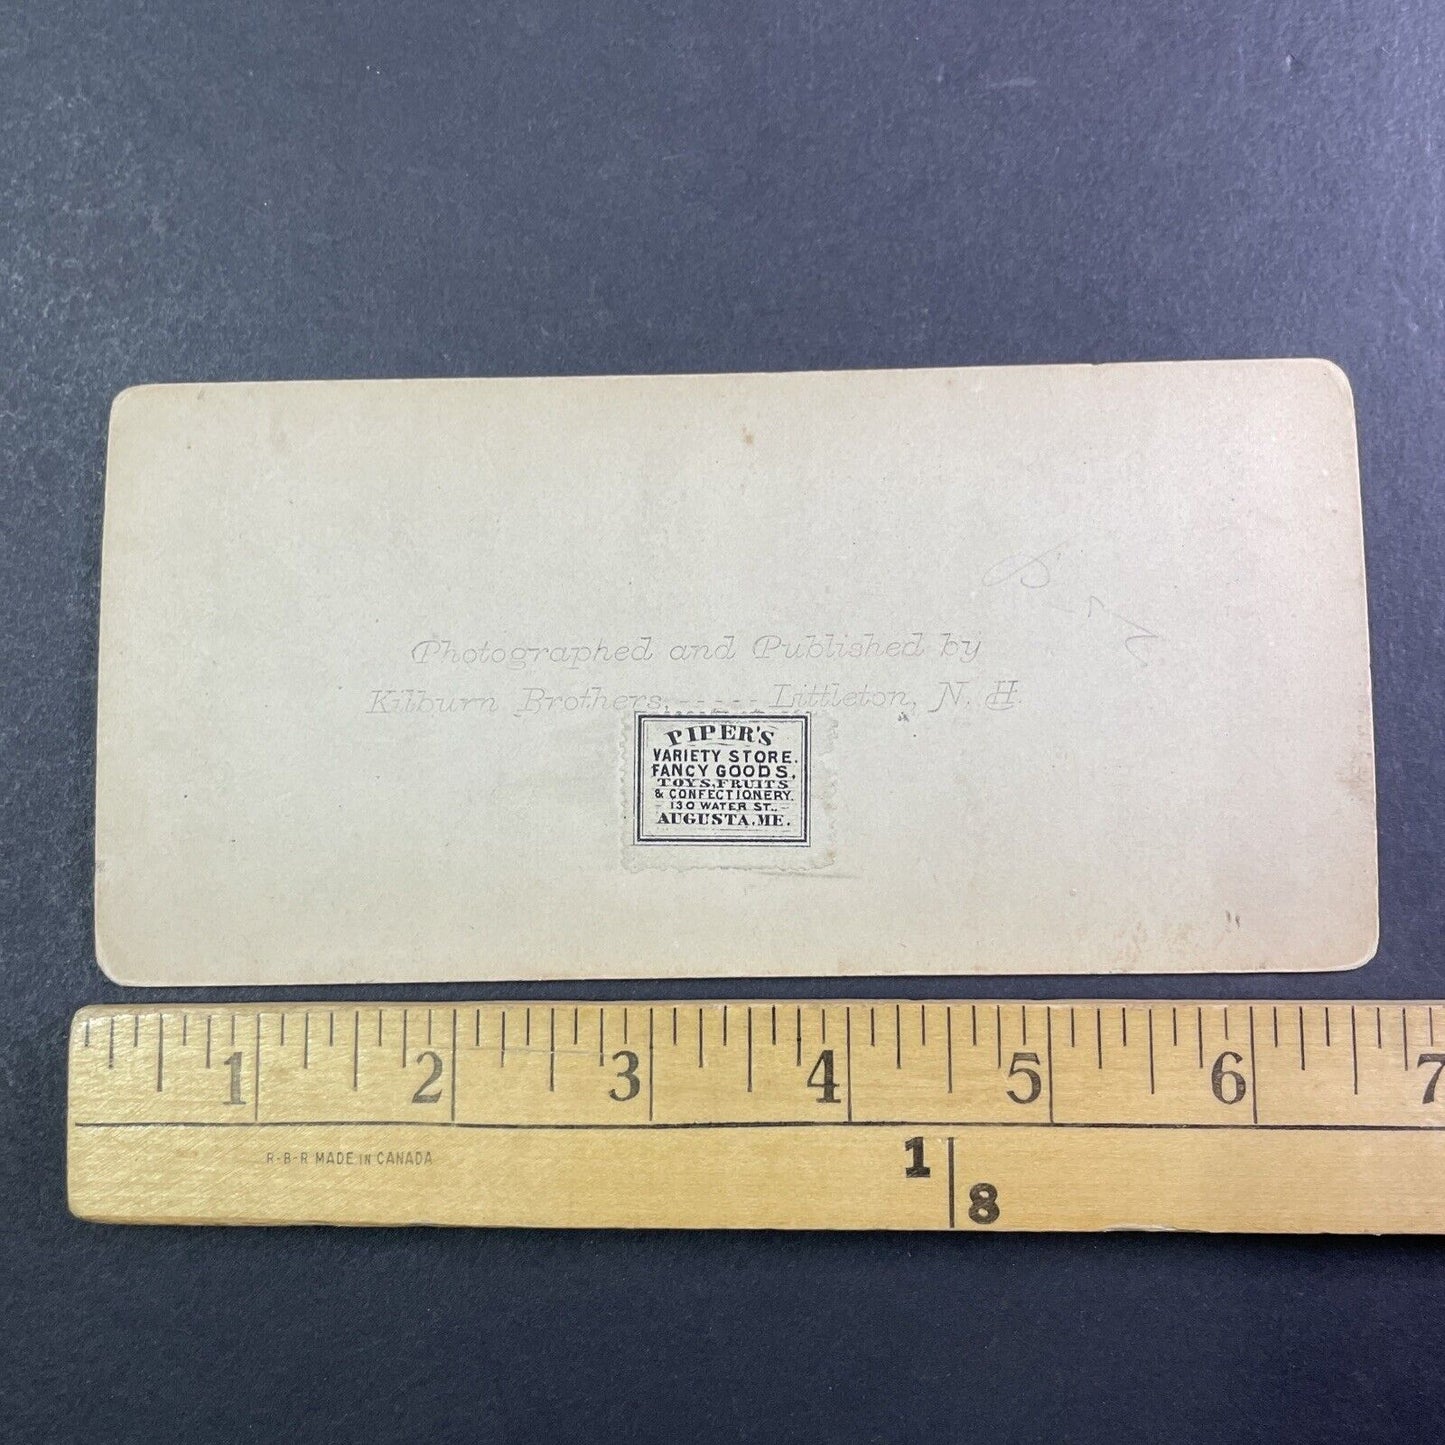 Photographed and Published by
Kilburn Brothers, - - - - - Littleton, N. H.
PIPER'S
VARIETY STORE.
FANCY GOODS,
TOYS, FRUITS
& CONFECTIONERY.
130 WATER ST.,
AUGUSTA, ME.
1 2 3 4 5 6 7
R-B-R MADE IN CANADA
1
8